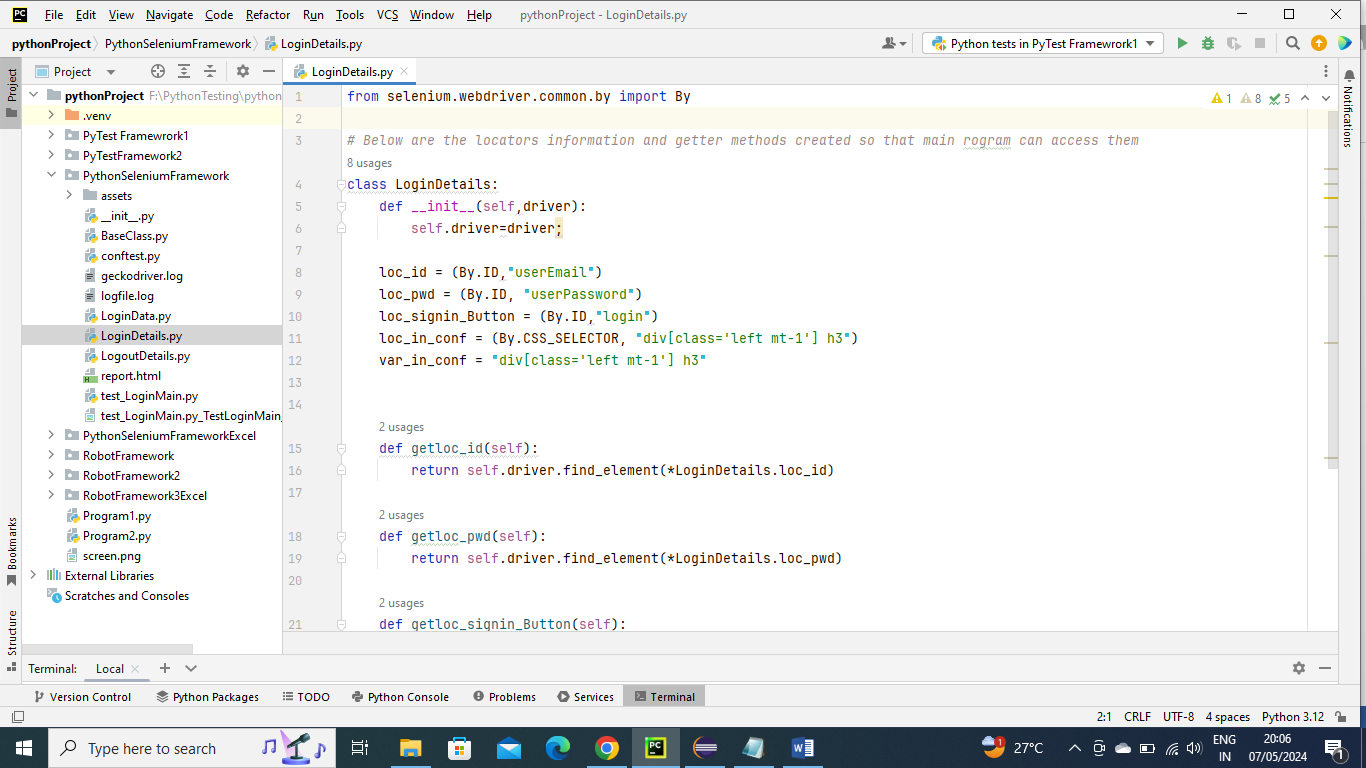 PC File Edit View Navigate Code Refactor Run Tools VCS Window Help pythonProject - LoginDetails.py
pythonProject PythonSeleniumFramework LoginDetails.py Python tests in PyTest Framewrork1
Project
Project
LoginDetails.py
Notifications
pythonProject F:\PythonTesting\python
.venv
PyTest Framewrork1
PyTestFramework2
PythonSeleniumFramework
assets
__init__.py
BaseClass.py
conftest.py
geckodriver.log
logfile.log
LoginData.py
LoginDetails.py
LogoutDetails.py
report.html
test_LoginMain.py
test_LoginMain.py_TestLoginMain_
PythonSeleniumFrameworkExcel
RobotFramework
RobotFramework2
RobotFramework3Excel
Program1.py
Program2.py
screen.png
External Libraries
Scratches and Consoles
Bookmarks
Structure
1 from selenium.webdriver.common.by import By
1 8 5
2
3 # Below are the locators information and getter methods created so that main rogram can access them
8 usages
4 class LoginDetails:
5 def __init__(self,driver):
6 self.driver=driver;
7
8 loc_id = (By.ID,"userEmail")
9 loc_pwd = (By.ID, "userPassword")
10 loc_signin_Button = (By.ID,"login")
11 loc_in_conf = (By.CSS_SELECTOR, "div[class='left mt-1'] h3")
12 var_in_conf = "div[class='left mt-1'] h3"
13
14
2 usages
15 def getloc_id(self):
16 return self.driver.find_element(*LoginDetails.loc_id)
17
2 usages
18 def getloc_pwd(self):
19 return self.driver.find_element(*LoginDetails.loc_pwd)
20
2 usages
21 def getloc_signin_Button(self):
Terminal: Local
Version Control Python Packages TODO Python Console Problems Services Terminal
2:1 CRLF UTF-8 4 spaces Python 3.12
Type here to search
PC
W
27°C
ENG
IN
20:06
07/05/2024
1